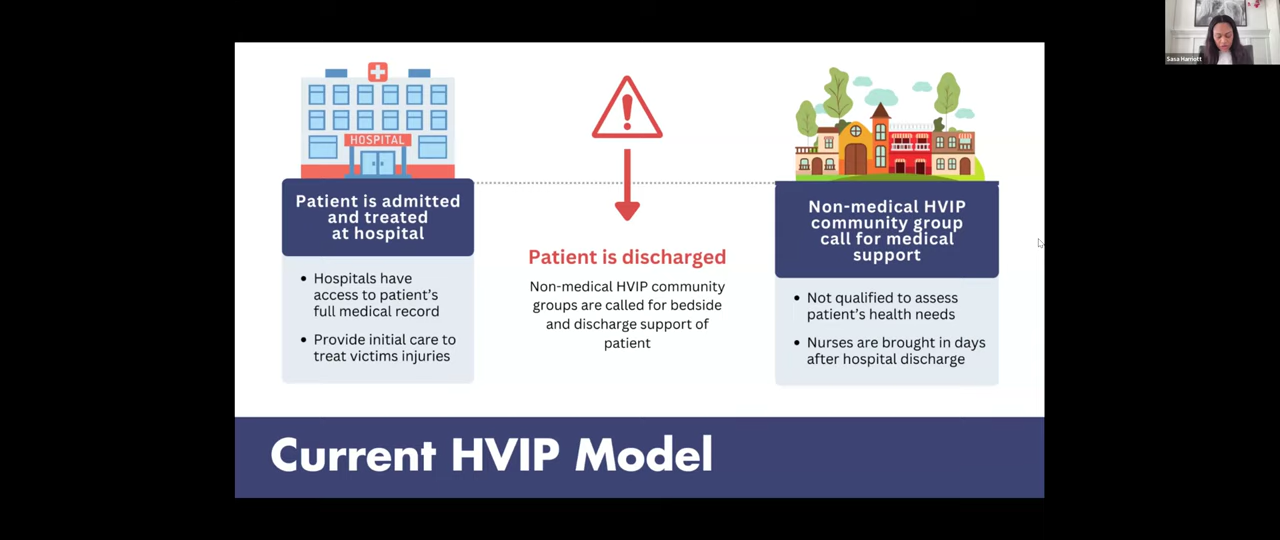 Sasa Harriott
HOSPITAL
Patient is admitted
and treated
at hospital
• Hospitals have
access to patient's
full medical record
• Provide initial care to
treat victims injuries
Patient is discharged
Non-medical HVIP community
groups are called for bedside
and discharge support of
patient
Non-medical HVIP
community group
call for medical
support
• Not qualified to assess
patient's health needs
• Nurses are brought in days
after hospital discharge
Current HVIP Model